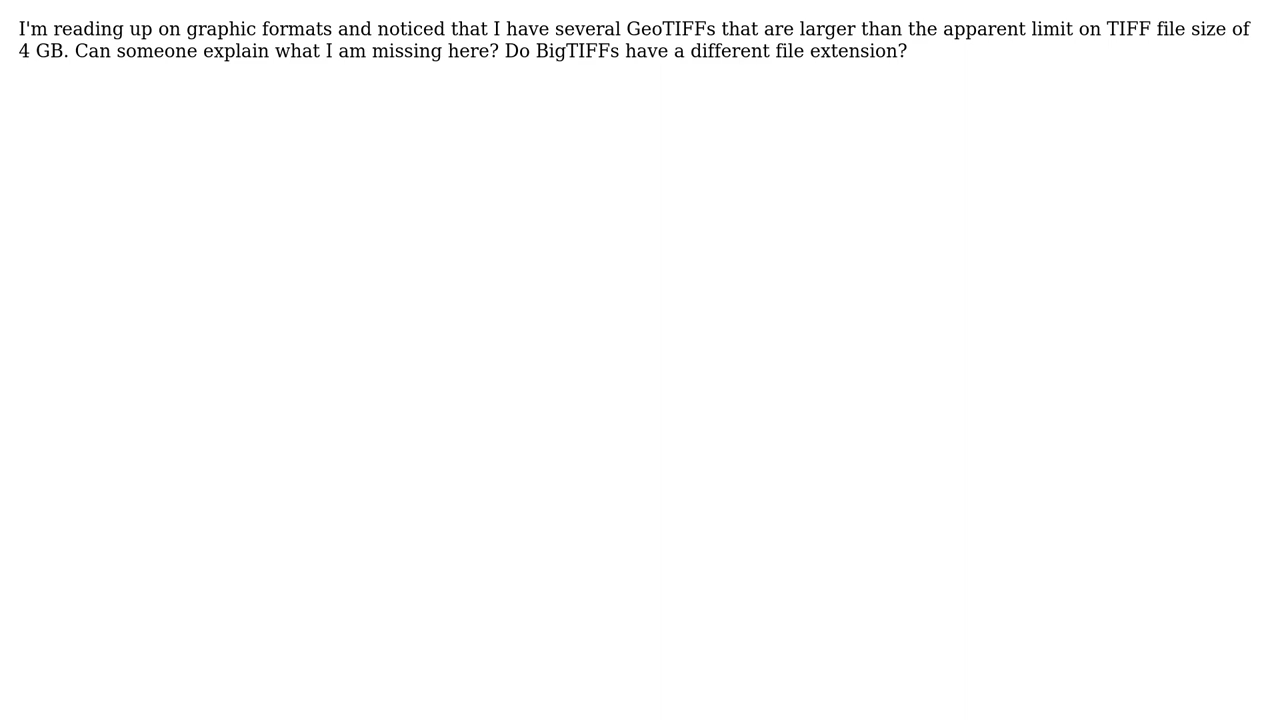 I'm reading up on graphic formats and noticed that I have several GeoTIFFs that are larger than the apparent limit on TIFF file size of
4 GB. Can someone explain what I am missing here? Do BigTIFFs have a different file extension?